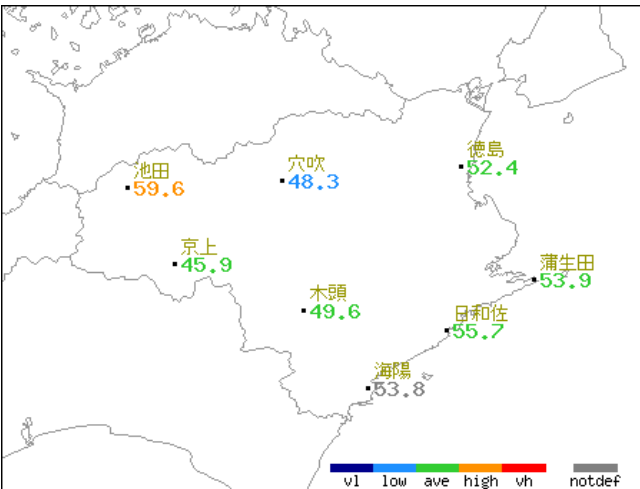 徳島
52.4
穴吹
48.3
池田
59.6
京上
45.9
蒲生田
53.9
木頭
49.6
日和佐
55.7
海陽
53.8
vl low ave high vh notdef